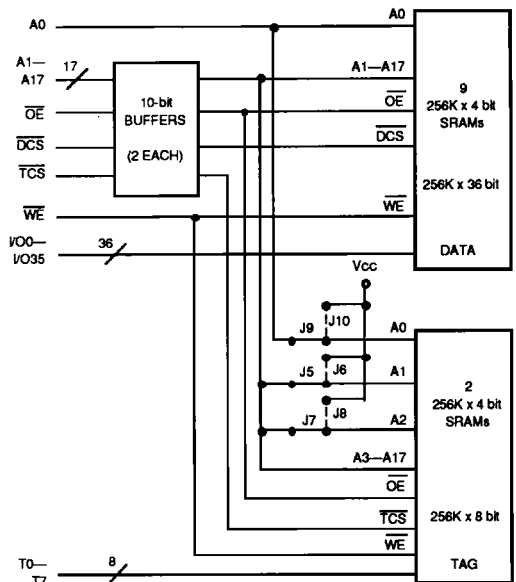 A0
A1—
A17
17
OE
DCS
TCS
WE
I/O0—
I/O35
36
10-bit
BUFFERS
(2 EACH)
A0
A1—A17
OE
DCS
WE
DATA
9
256K x 4 bit
SRAMs
256K x 36 bit
Vcc
J9
J10
A0
J5
J6
A1
J7
J8
A2
A3—A17
OE
TCS
WE
TAG
2
256K x 4 bit
SRAMs
256K x 8 bit
T0—
T7
8